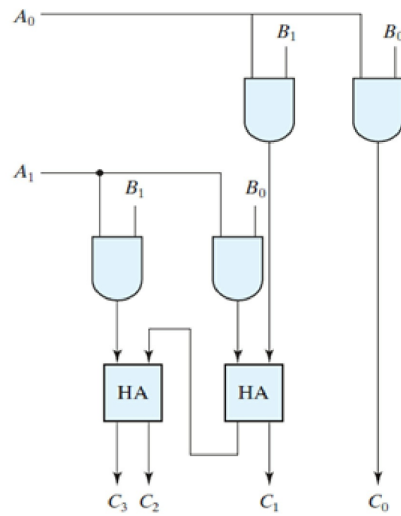 A₀
B₁ B₀
A₁
B₁ B₀
HA HA
C₃ C₂ C₁ C₀